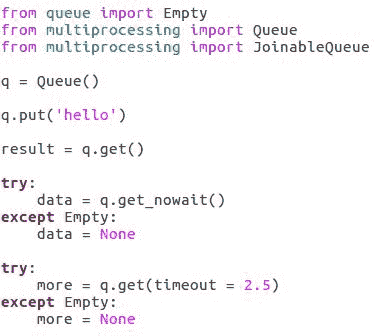 from queue import Empty
from multiprocessing import Queue
from multiprocessing import JoinableQueue
q = Queue()
q.put('hello')
result = q.get()
try:
    data = q.get_nowait()
except Empty:
    data = None
try:
    more = q.get(timeout = 2.5)
except Empty:
    more = None